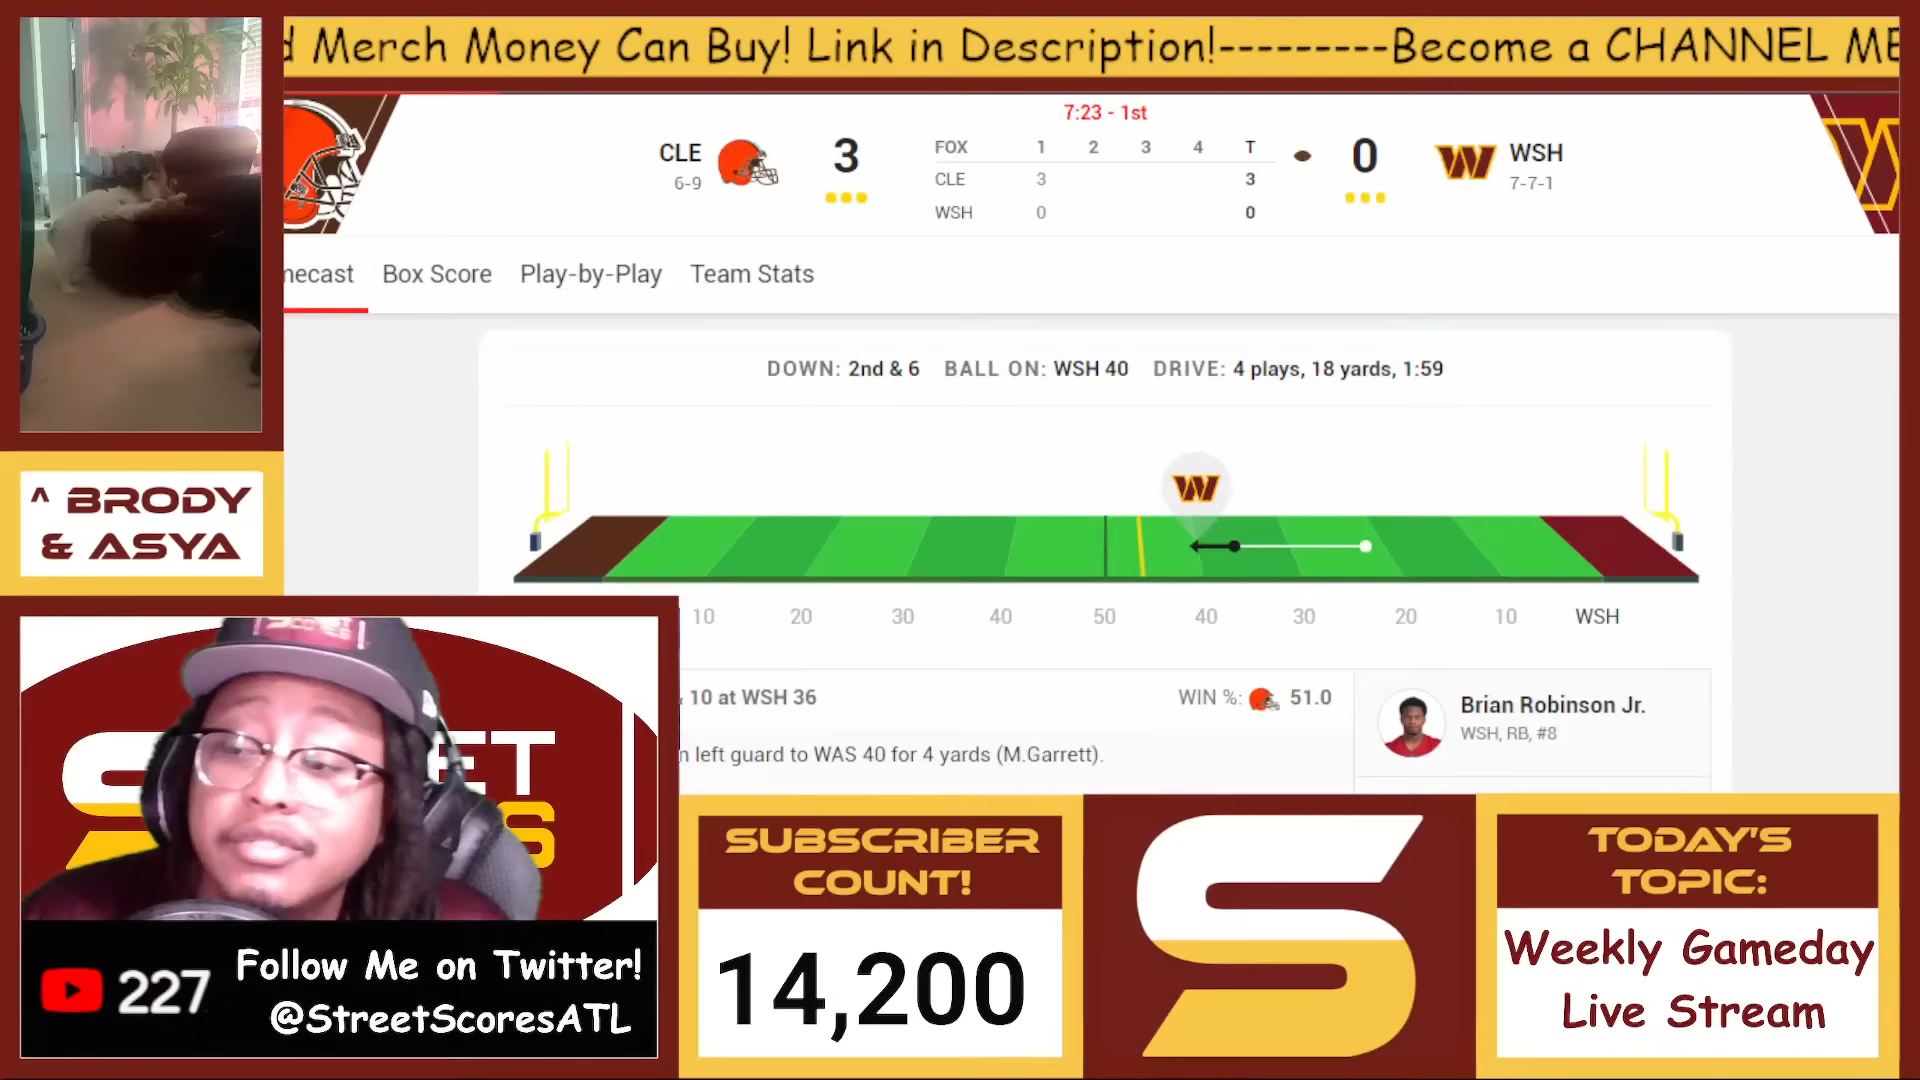 d Merch Money Can Buy! Link in Description!---------Become a CHANNEL ME
7:23 - 1st
CLE
6-9
3
FOX 1 2 3 4 T
CLE 3 3
WSH 0 0
0
WSH
7-7-1
necast Box Score Play-by-Play Team Stats
DOWN: 2nd & 6 BALL ON: WSH 40 DRIVE: 4 plays, 18 yards, 1:59
W
10 20 30 40 50 40 30 20 10 WSH
10 at WSH 36
WIN %: 51.0
n left guard to WAS 40 for 4 yards (M.Garrett).
Brian Robinson Jr.
WSH, RB, #8
^ BRODY
& ASYA
227
Follow Me on Twitter!
@StreetScoresATL
SUBSCRIBER
COUNT!
14,200
S
TODAY'S
TOPIC:
Weekly Gameday
Live Stream